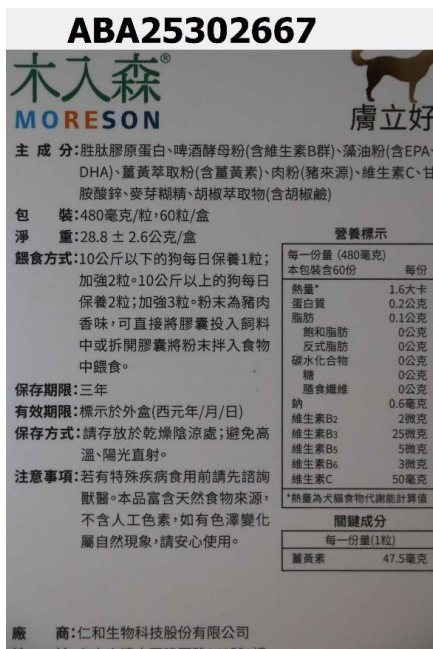 ABA25302667
木入森®
MORESON
膚立好
主成分:胜肽膠原蛋白、啤酒酵母粉(含維生素B群)、藻油粉(含EPA、
DHA)、薑黃萃取粉(含薑黃素)、肉粉(豬來源)、維生素C、甘
胺酸鋅、麥芽糊精、胡椒萃取物(含胡椒鹼)
包裝:480毫克/粒,60粒/盒
淨重:28.8 ± 2.6公克/盒
餵食方式:10公斤以下的狗每日保養1粒;
加強2粒。10公斤以上的狗每日
保養2粒;加強3粒。粉末為豬肉
香味,可直接將膠囊投入飼料
中或拆開膠囊將粉末拌入食物
中餵食。
保存期限:三年
有效期限:標示於外盒(西元年/月/日)
保存方式:請存放於乾燥陰涼處;避免高
溫、陽光直射。
注意事項:若有特殊疾病食用前請先諮詢
獸醫。本品富含天然食物來源,
不含人工色素,如有色澤變化
屬自然現象,請安心使用。
營養標示
每一份量 (480毫克)
本包裝含60份 每份
熱量* 1.6大卡
蛋白質 0.2公克
脂肪 0.1公克
飽和脂肪 0公克
反式脂肪 0公克
碳水化合物 0公克
糖 0公克
膳食纖維 0公克
鈉 0.6毫克
維生素B2 2微克
維生素B3 25微克
維生素B5 5微克
維生素B6 3微克
維生素C 50毫克
*熱量為犬貓食物代謝能計算值
關鍵成分
每一份量(1粒)
薑黃素 47.5毫克
廠商:仁和生物科技股份有限公司